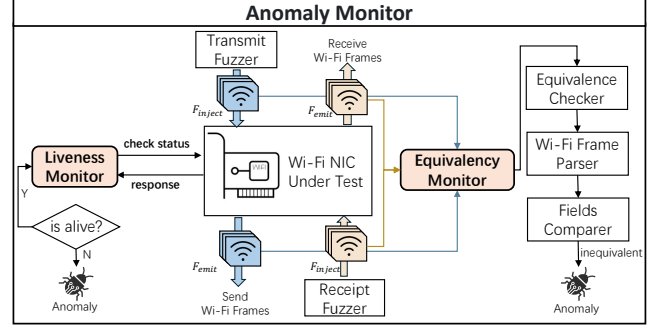 Anomaly Monitor
Transmit
Fuzzer
Receive
Wi-Fi Frames
F_inject
F_emit
Equivalence
Checker
Liveness
Monitor
check status
response
WIFI
Wi-Fi NIC
Under Test
Equivalency
Monitor
Wi-Fi Frame
Parser
Y
is alive?
N
Anomaly
F_emit
F_inject
Send
Wi-Fi Frames
Receipt
Fuzzer
Fields
Comparer
inequivalent
Anomaly